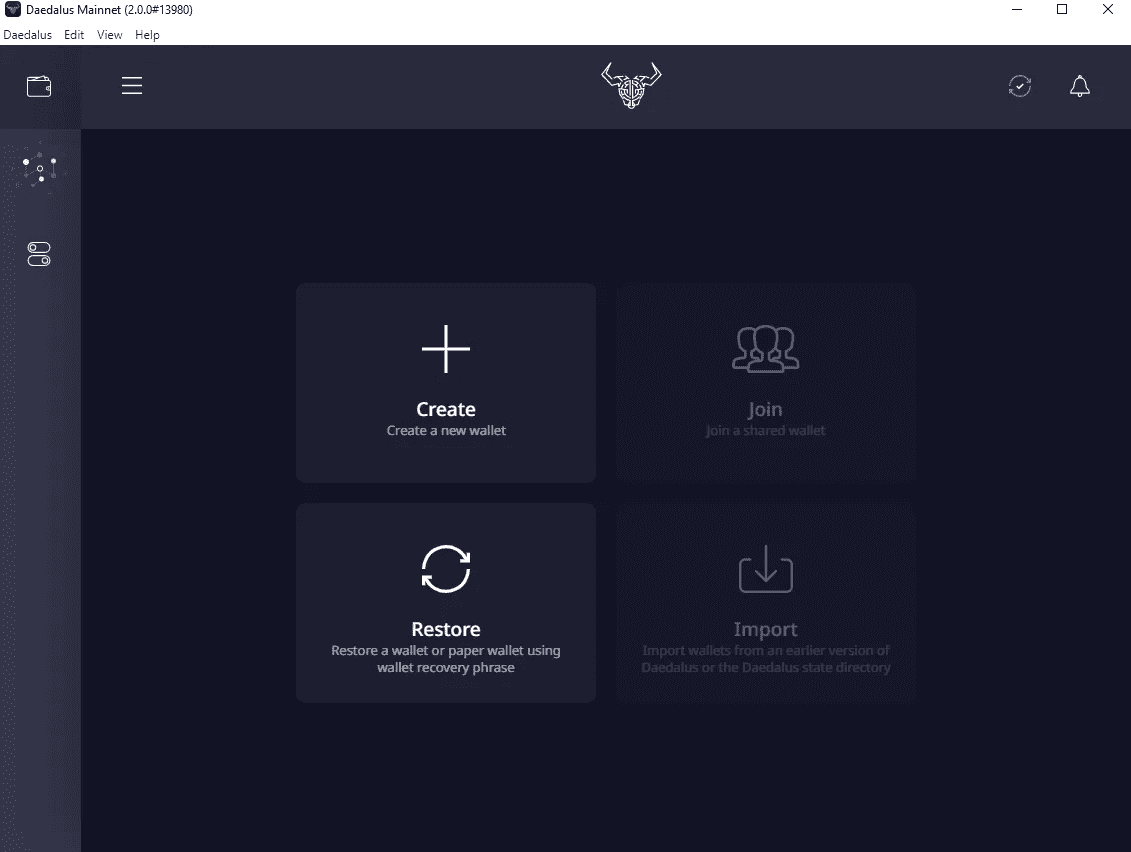 Daedalus Mainnet (2.0.0#13980)
Daedalus Edit View Help
Create
Create a new wallet
Join
Join a shared wallet
Restore
Restore a wallet or paper wallet using
wallet recovery phrase
Import
Import wallets from an earlier version of
Daedalus or the Daedalus state directory